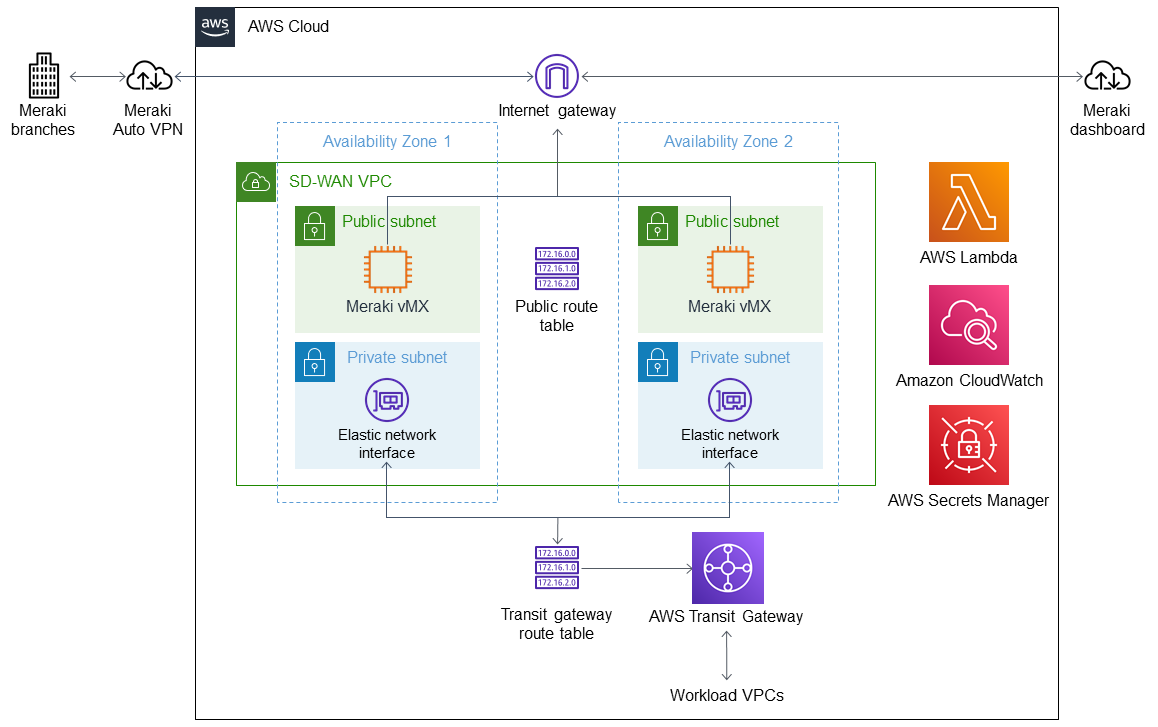 aws
AWS Cloud
Meraki
branches
Meraki
Auto VPN
Internet gateway
Meraki
dashboard
Availability Zone 1
Availability Zone 2
SD-WAN VPC
Public subnet
Meraki vMX
172.16.0.0
172.16.1.0
172.16.2.0
Public route
table
Public subnet
Meraki vMX
AWS Lambda
Private subnet
Elastic network
interface
Private subnet
Elastic network
interface
Amazon CloudWatch
AWS Secrets Manager
172.16.0.0
172.16.1.0
172.16.2.0
Transit gateway
route table
AWS Transit Gateway
Workload VPCs